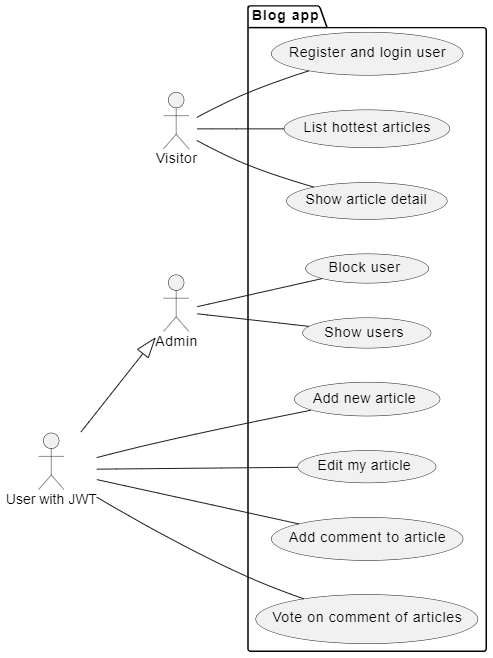 Blog app
Register and login user
List hottest articles
Visitor
Show article detail
Block user
Show users
Admin
Add new article
Edit my article
User with JWT
Add comment to article
Vote on comment of articles